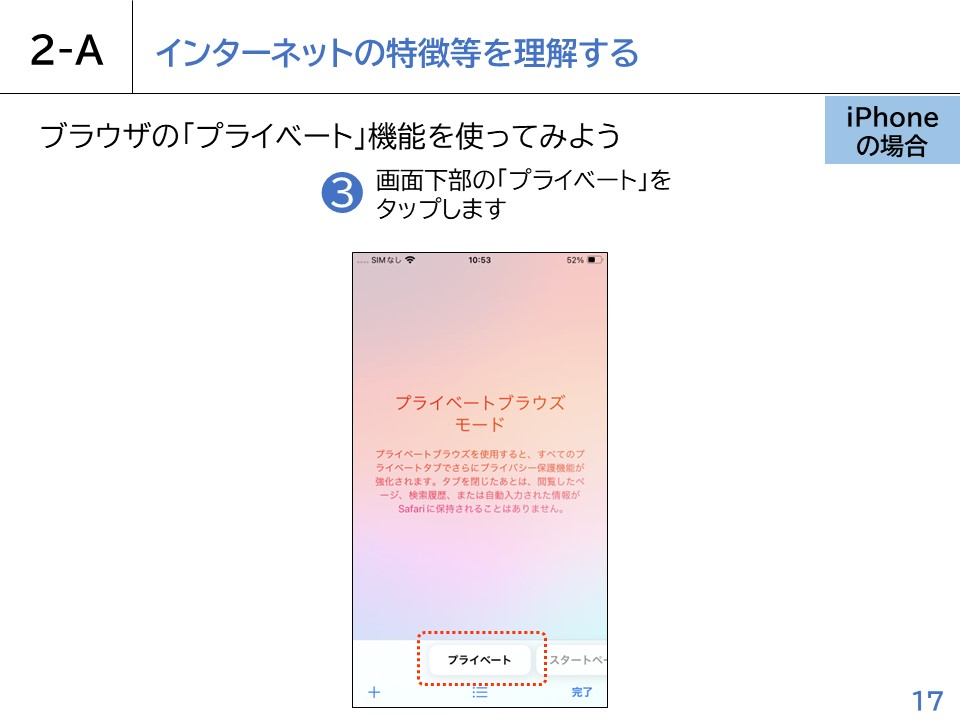 2-A
インターネットの特徴等を理解する
iPhone
の場合
ブラウザの「プライベート」機能を使ってみよう
3
画面下部の「プライベート」を
タップします
SIMなし 10:53 52%
プライベートブラウズ
モード
プライベートブラウズを使用すると、すべてのプ
ライベートタブでさらにプライバシー保護機能が
強化されます。タブを閉じたあとは、閲覧したペ
ージ、検索履歴、または自動入力された情報が
Safariに保持されることはありません。
プライベート スタートペー
+ 完了
17